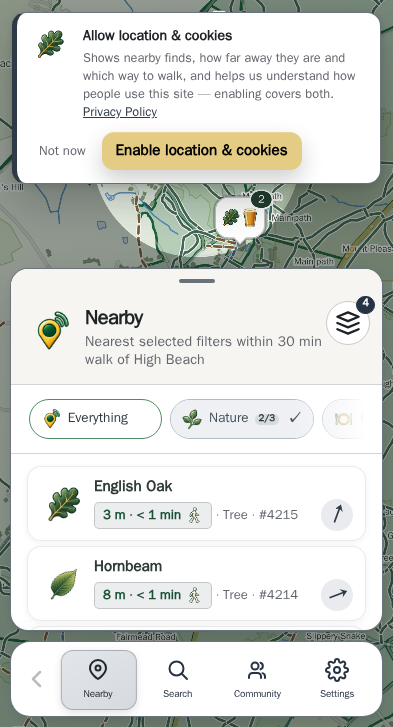 Allow location & cookies
Shows nearby finds, how far away they are and
which way to walk, and helps us understand how
people use this site — enabling covers both.
Privacy Policy
Not now
Enable location & cookies
's Hill
2
Mainpath
Mount Pleas
Main path
Nearby
4
Nearest selected filters within 30 min
walk of High Beach
Everything
Nature 2/3 ✓
English Oak
3 m · < 1 min · Tree · #4215
Hornbeam
8 m · < 1 min · Tree · #4214
Fairmead Road
Slippery Snake
Nearby
Search
Community
Settings